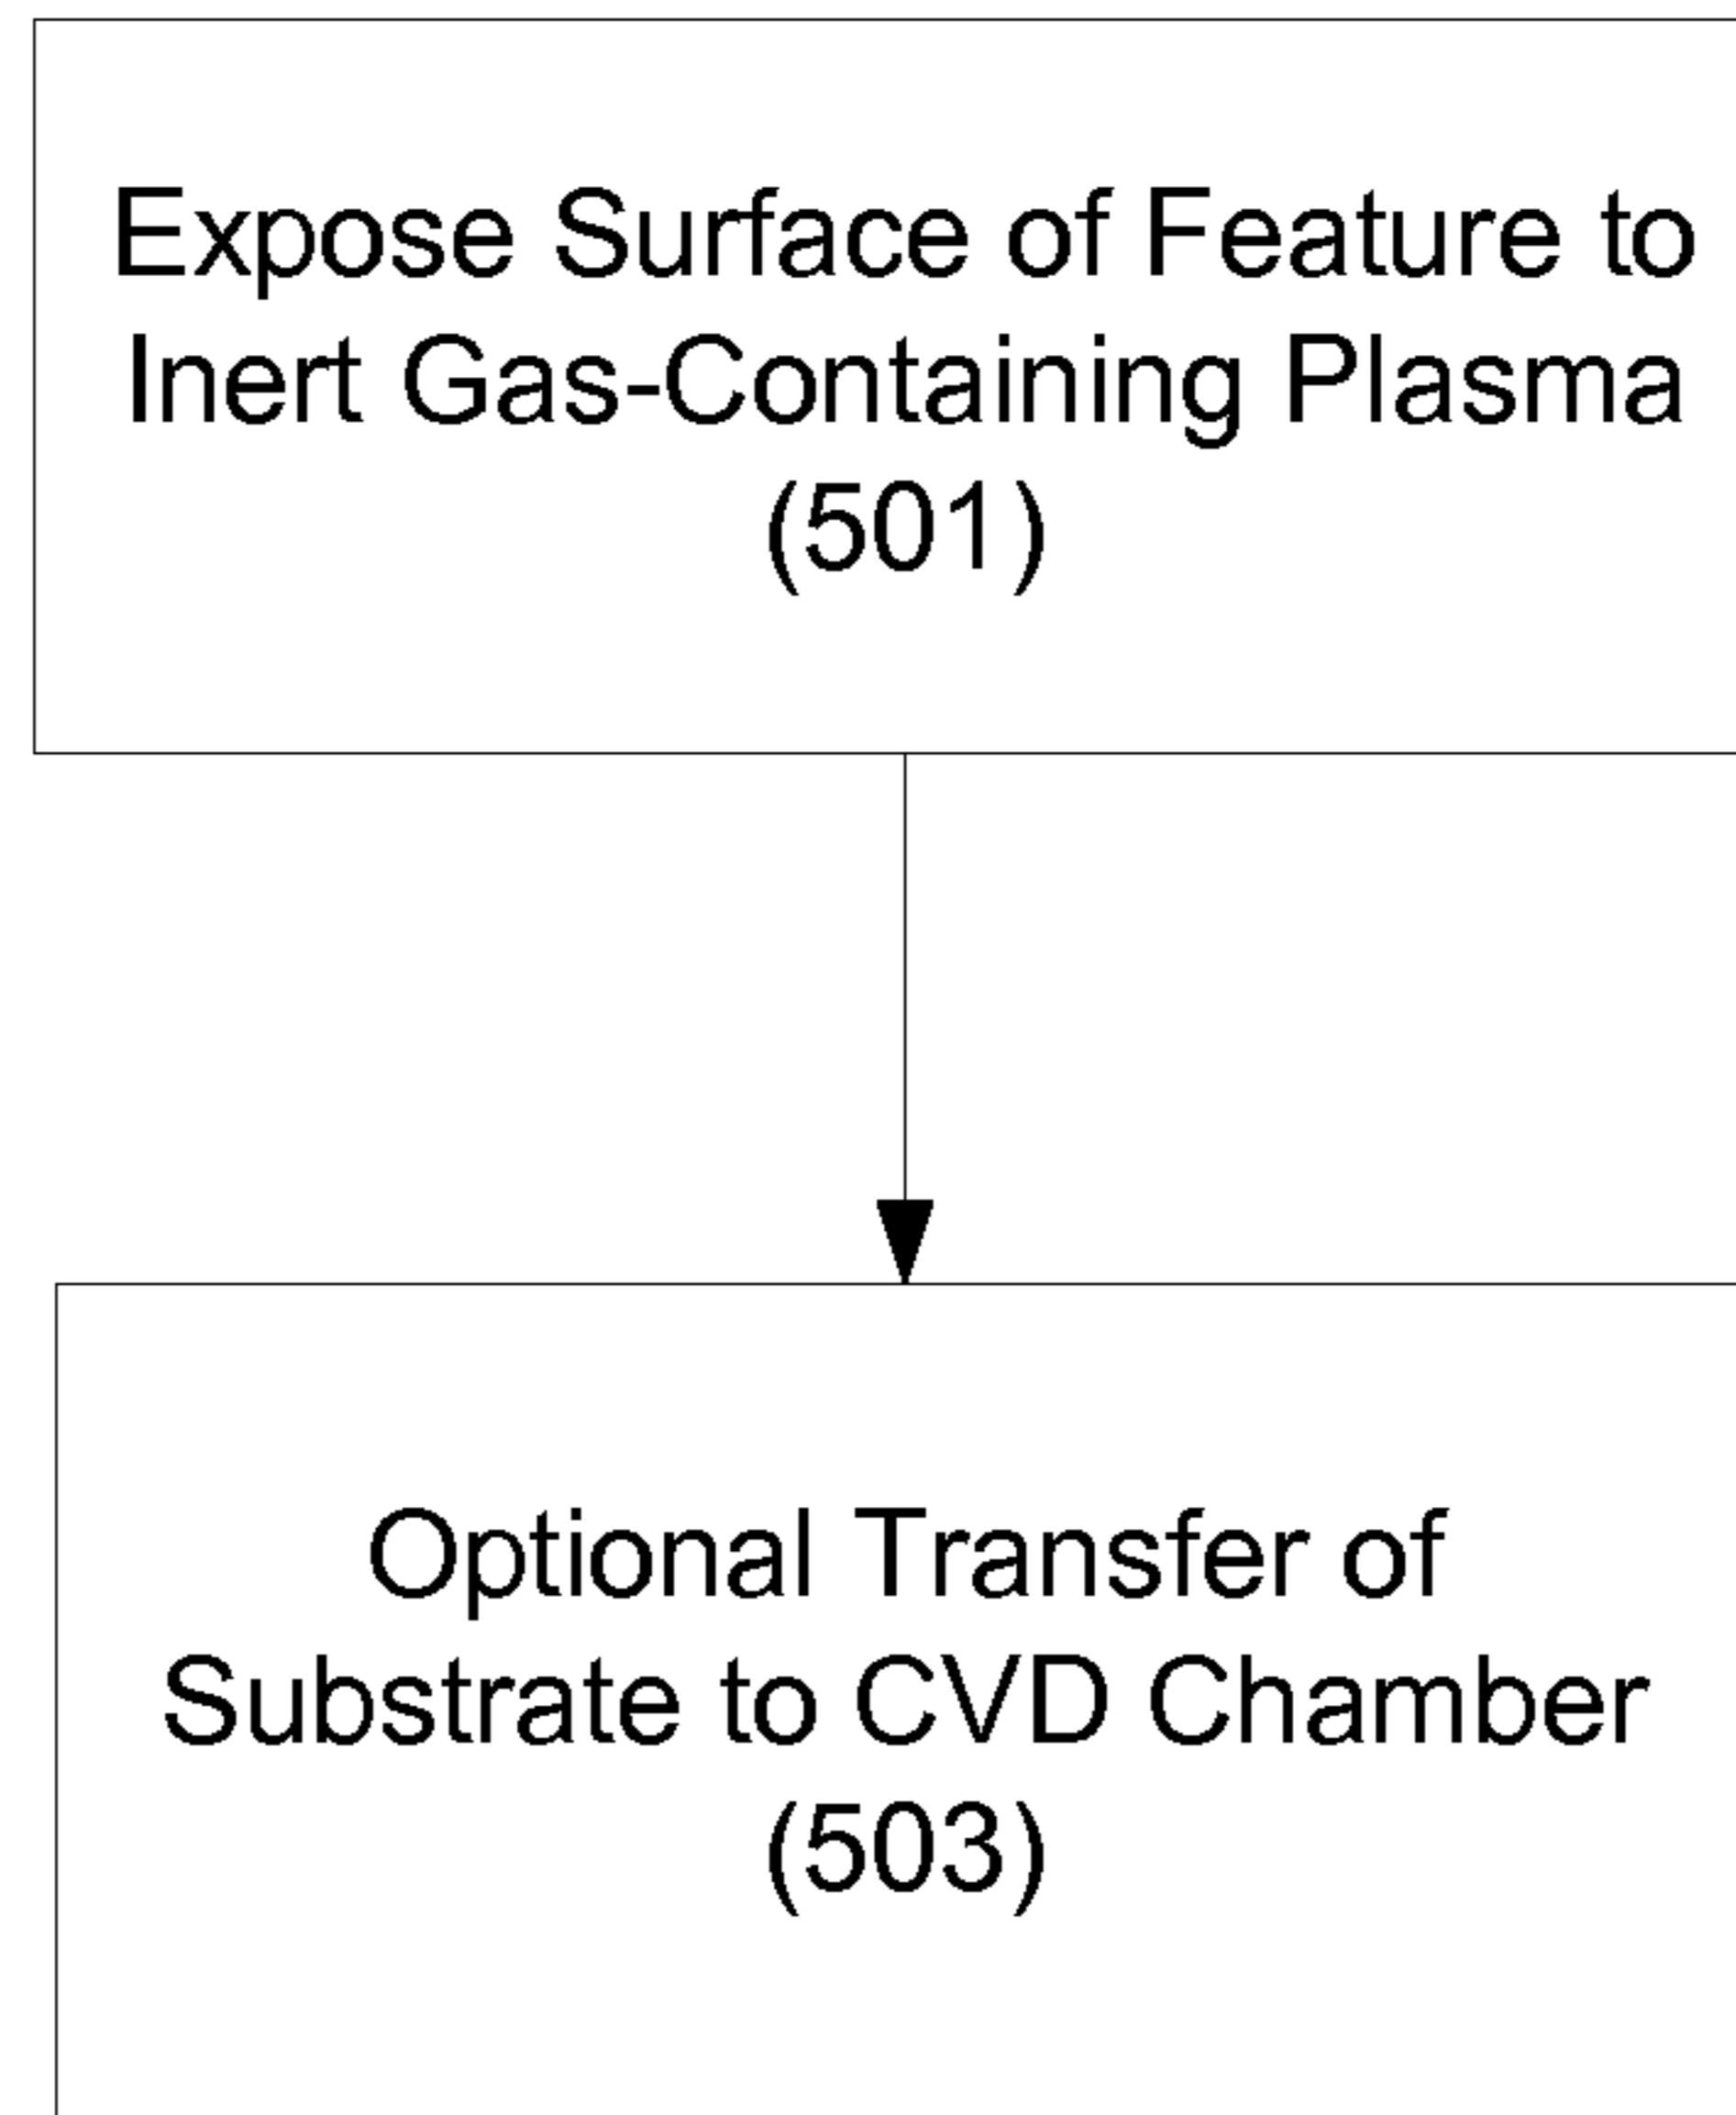 Expose Surface of Feature to
Inert Gas-Containing Plasma
(501)
Optional Transfer of
Substrate to CVD Chamber
(503)